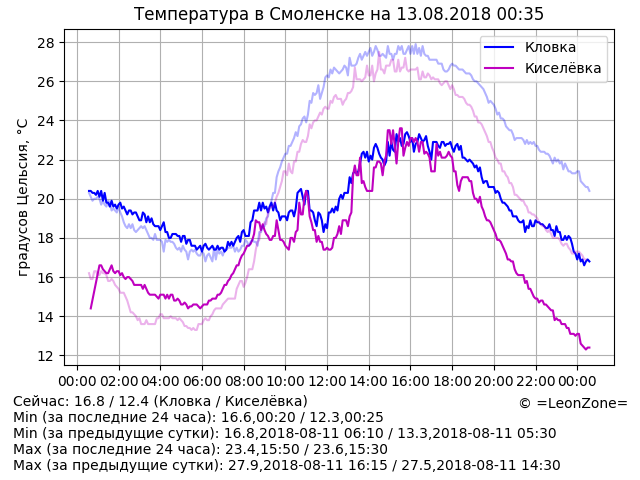 Температура в Смоленске на 13.08.2018 00:35
градусов Цельсия, °C
28
26
24
22
20
18
16
14
12
Кловка
Киселёвка
00:00 02:00 04:00 06:00 08:00 10:00 12:00 14:00 16:00 18:00 20:00 22:00 00:00
Сейчас: 16.8 / 12.4 (Кловка / Киселёвка)
© =LeonZone=
Min (за последние 24 часа): 16.6,00:20 / 12.3,00:25
Min (за предыдущие сутки): 16.8,2018-08-11 06:10 / 13.3,2018-08-11 05:30
Max (за последние 24 часа): 23.4,15:50 / 23.6,15:30
Max (за предыдущие сутки): 27.9,2018-08-11 16:15 / 27.5,2018-08-11 14:30